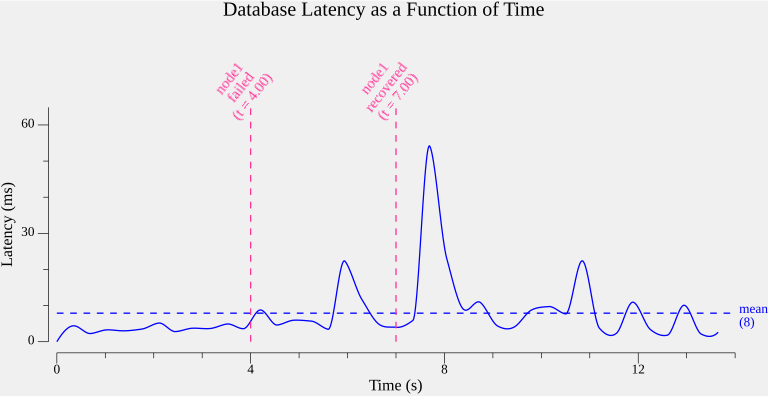 Database Latency as a Function of Time
node1
failed
(t = 4.00)
node1
recovered
(t = 7.00)
60
30
0
Latency (ms)
mean
(8)
0
4
8
12
Time (s)